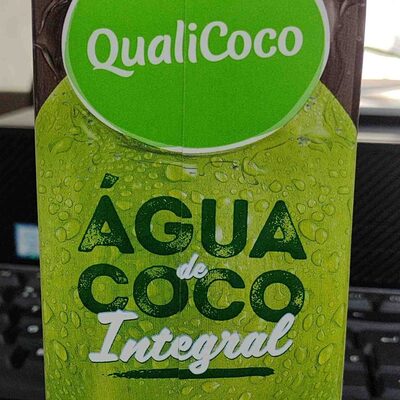 QualiCoco
ÁGUA
de
COCO
Integral